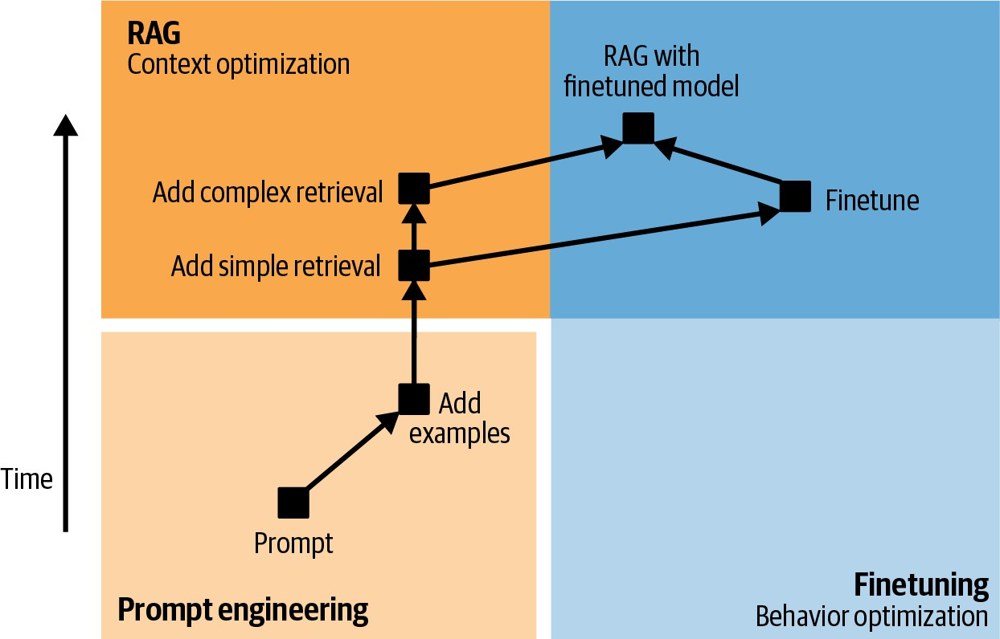 RAG
Context optimization
RAG with
finetuned model
Add complex retrieval
Finetune
Add simple retrieval
Add
examples
Time
Prompt
Prompt engineering
Finetuning
Behavior optimization